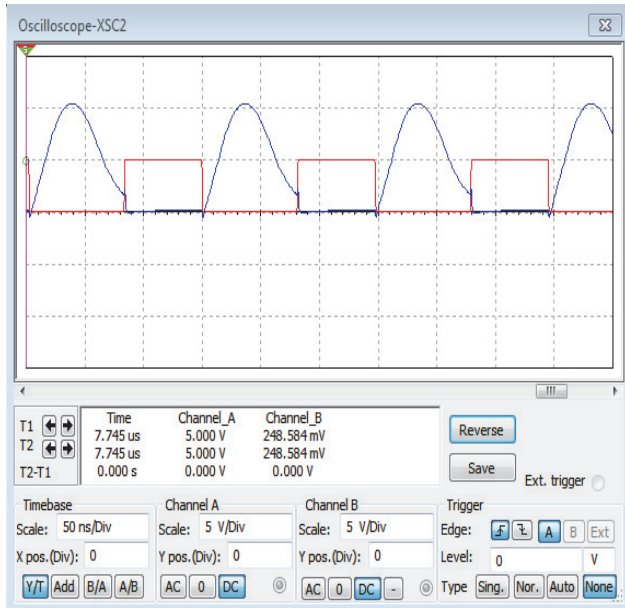 Oscilloscope-XSC2
Time Channel_A Channel_B
T1 7.745 us 5.000 V 248.584 mV
T2 7.745 us 5.000 V 248.584 mV
T2-T1 0.000 s 0.000 V 0.000 V
Reverse
Save
Ext. trigger
Timebase
Scale: 50 ns/Div
X pos.(Div): 0
Y/T Add B/A A/B
Channel A
Scale: 5 V/Div
Y pos.(Div): 0
AC 0 DC
Channel B
Scale: 5 V/Div
Y pos.(Div): 0
AC 0 DC -
Trigger
Edge: A B Ext
Level: 0 V
Type Sing. Nor. Auto None